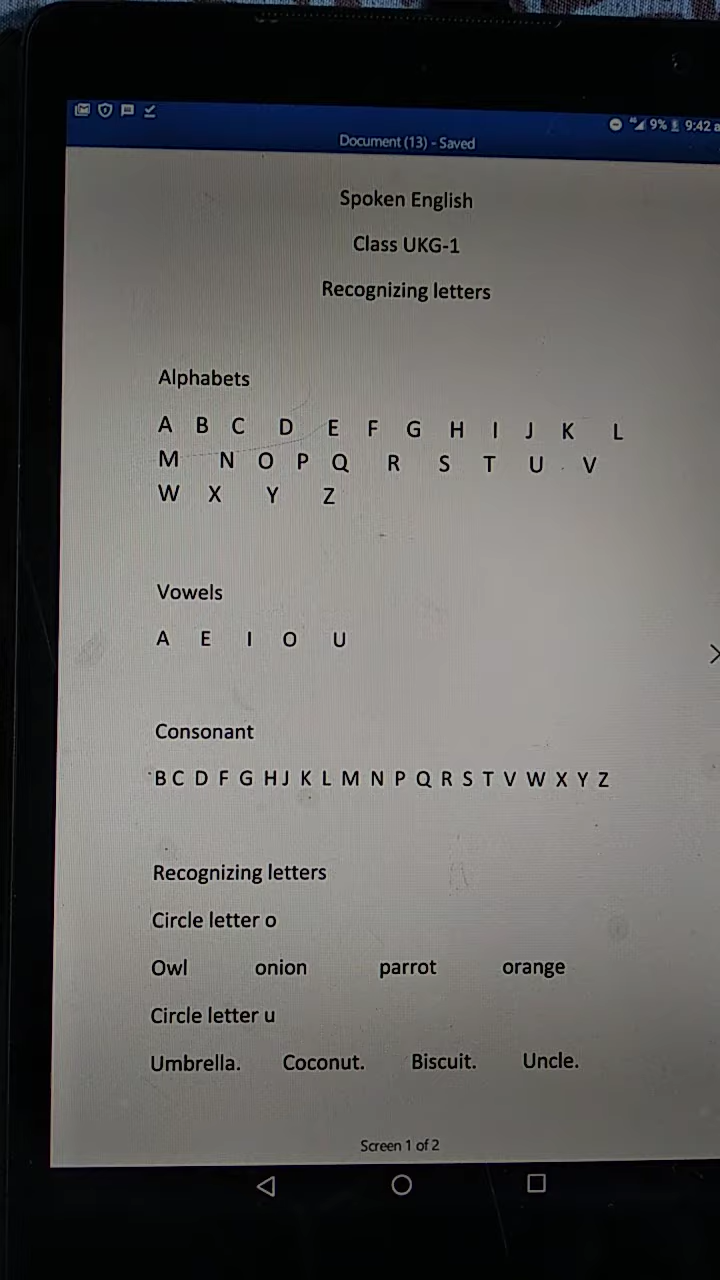 9% 9:42 a
Document (13) - Saved
Spoken English
Class UKG-1
Recognizing letters
Alphabets
A B C D E F G H I J K L
M N O P Q R S T U V
W X Y Z
Vowels
A E I O U
Consonant
B C D F G H J K L M N P Q R S T V W X Y Z
Recognizing letters
Circle letter o
Owl onion parrot orange
Circle letter u
Umbrella. Coconut. Biscuit. Uncle.
Screen 1 of 2